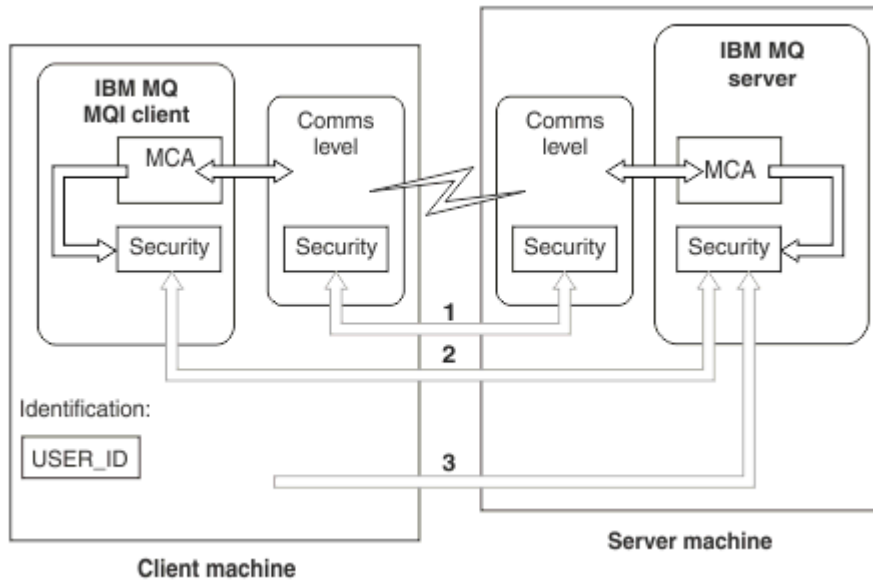 IBM MQ
MQI client
MCA
Security
Comms
level
Security
Comms
level
Security
IBM MQ
server
MCA
Security
1
2
3
Identification:
USER_ID
Client machine
Server machine